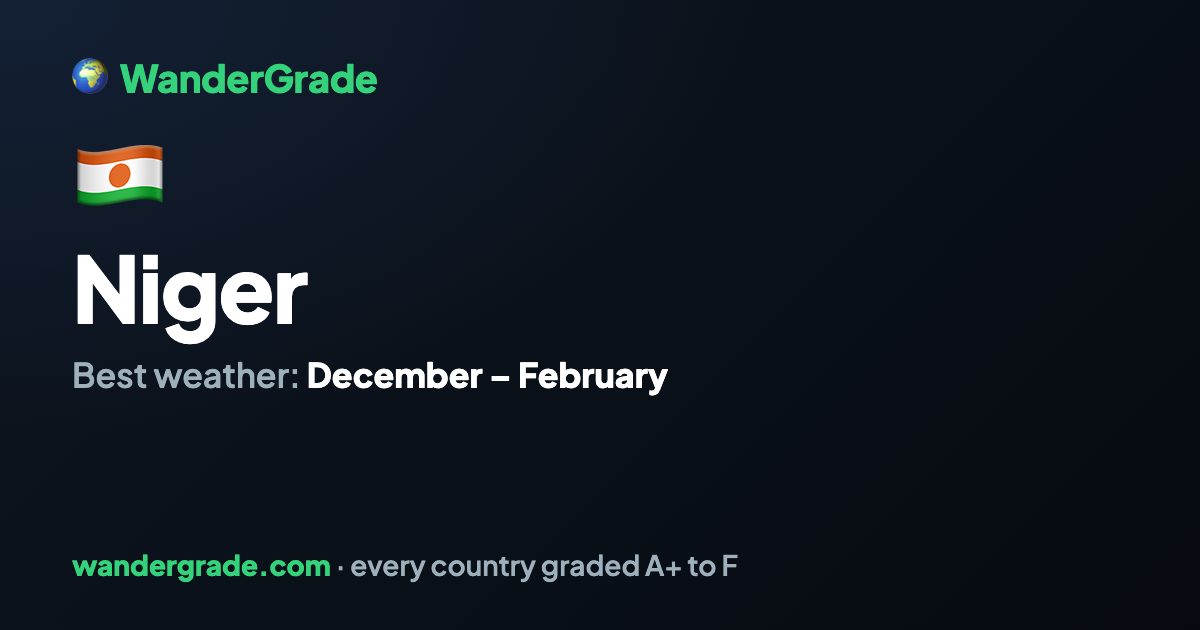 WanderGrade
Niger
Best weather: December – February
wandergrade.com · every country graded A+ to F